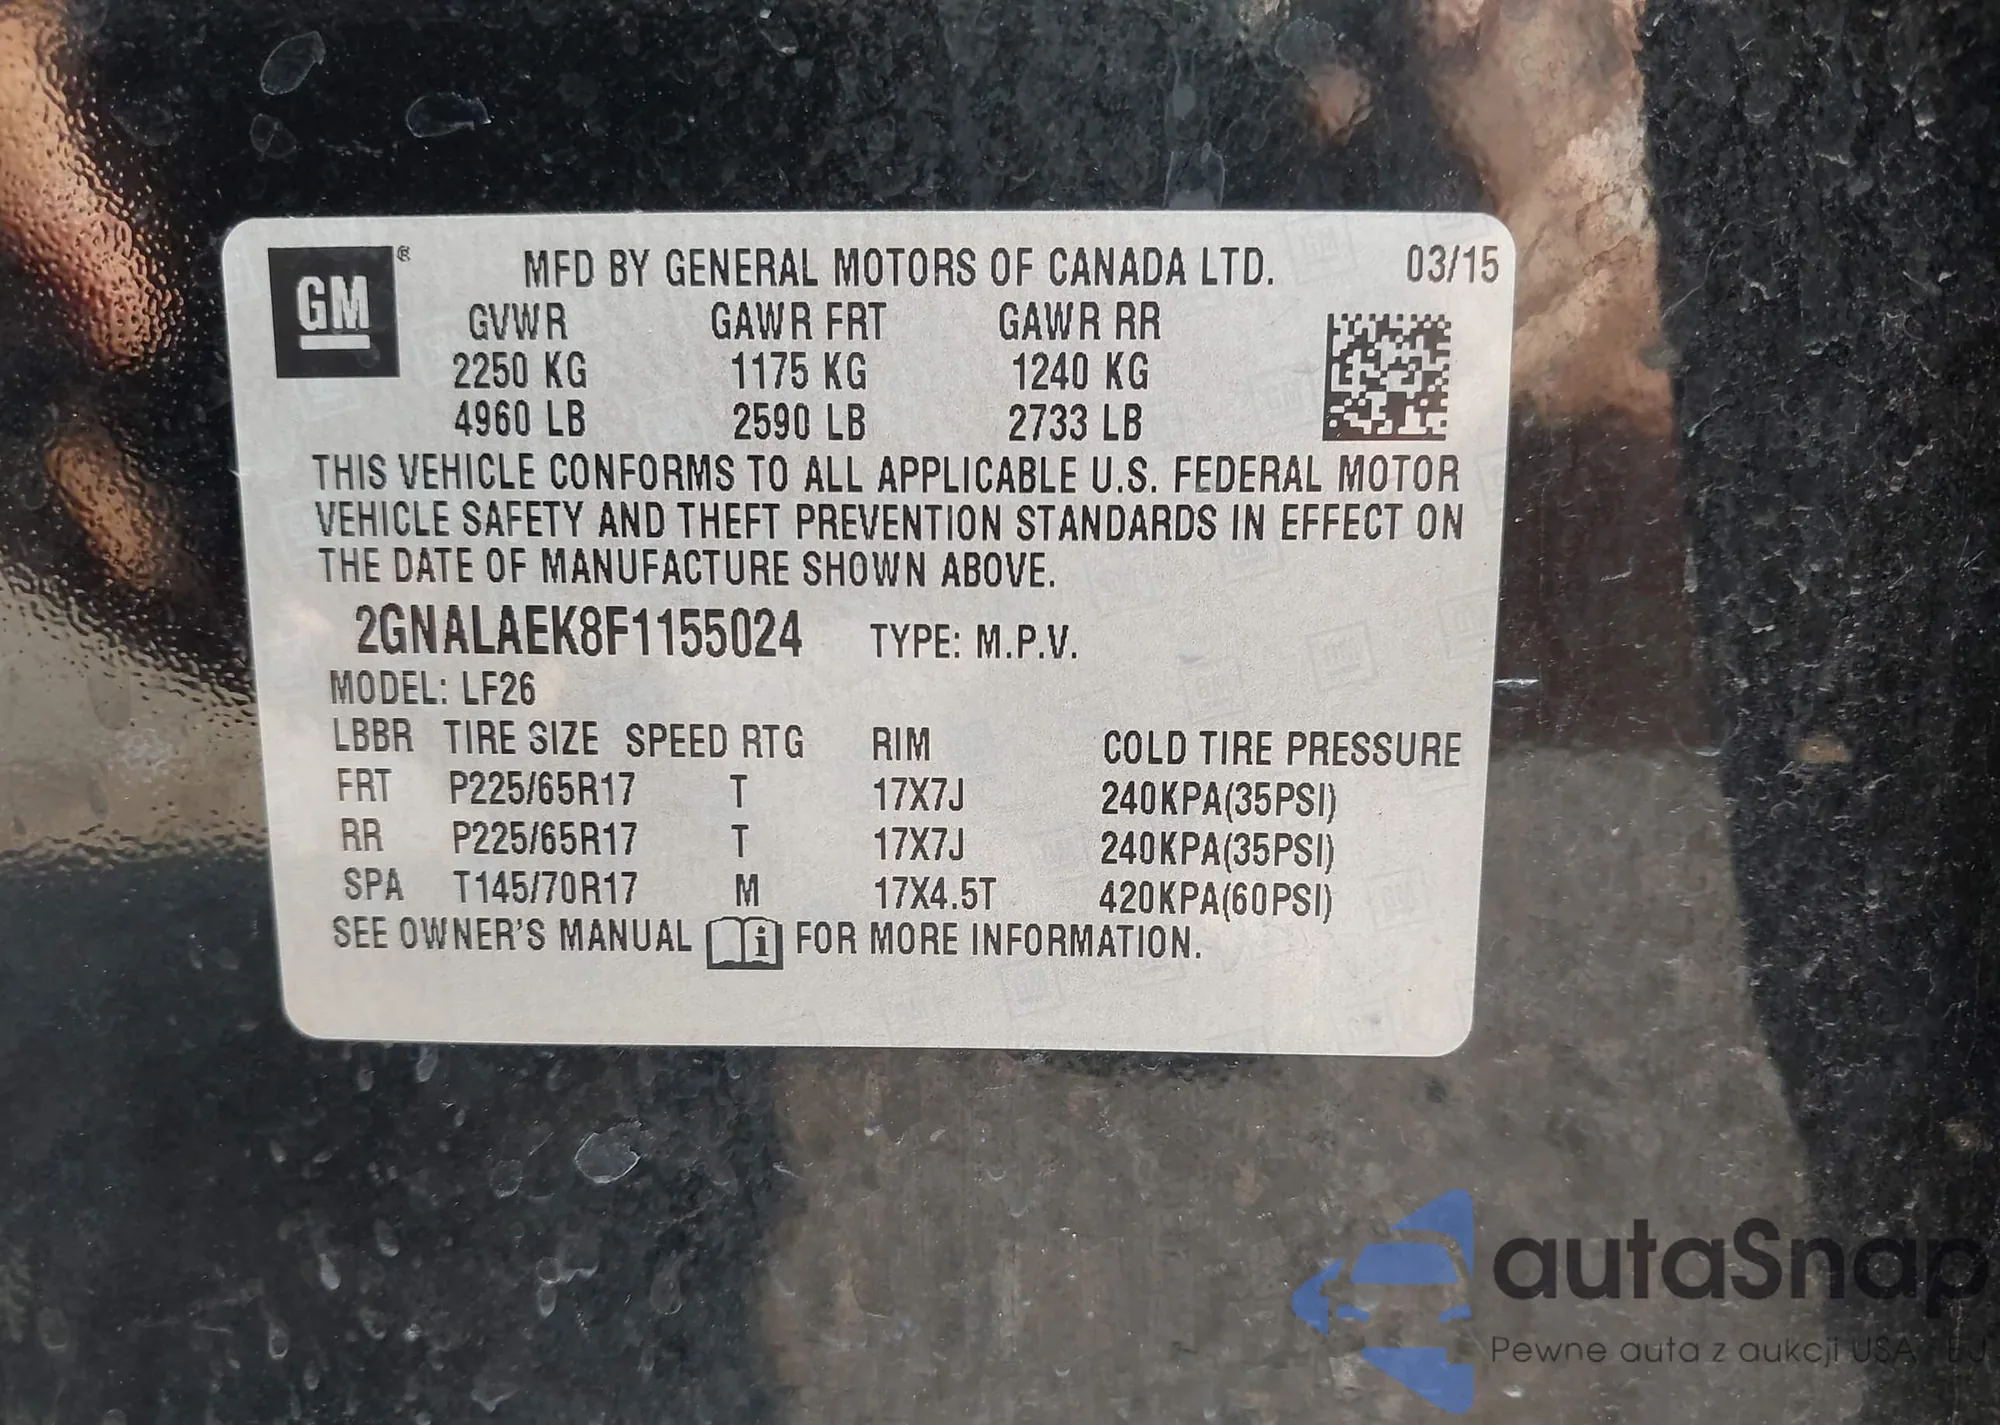 GM ®
MFD BY GENERAL MOTORS OF CANADA LTD. 03/15
GVWR GAWR FRT GAWR RR
2250 KG 1175 KG 1240 KG
4960 LB 2590 LB 2733 LB
THIS VEHICLE CONFORMS TO ALL APPLICABLE U.S. FEDERAL MOTOR
VEHICLE SAFETY AND THEFT PREVENTION STANDARDS IN EFFECT ON
THE DATE OF MANUFACTURE SHOWN ABOVE.
2GNALAEK8F1155024 TYPE: M.P.V.
MODEL: LF26
LBBR TIRE SIZE SPEED RTG RIM COLD TIRE PRESSURE
FRT P225/65R17 T 17X7J 240KPA(35PSI)
RR P225/65R17 T 17X7J 240KPA(35PSI)
SPA T145/70R17 M 17X4.5T 420KPA(60PSI)
SEE OWNER'S MANUAL i FOR MORE INFORMATION.
autaSnap
Pewne auta z aukcji USA / EU